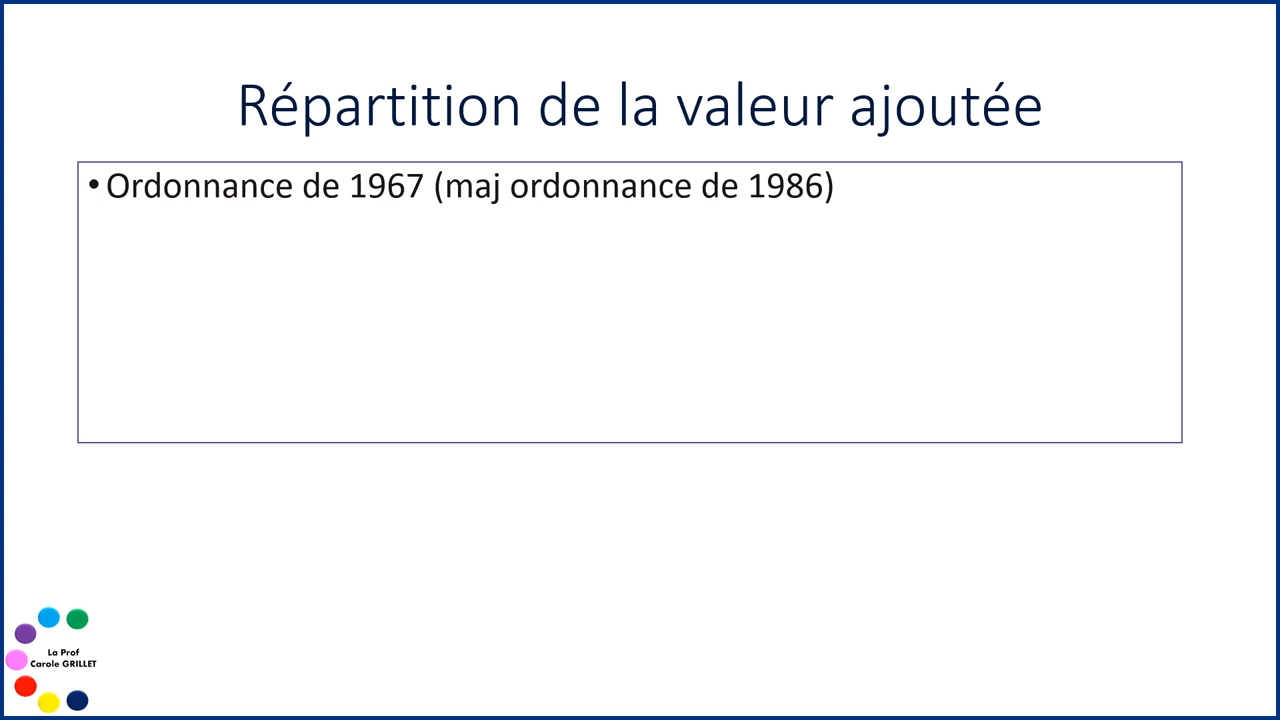 Répartition de la valeur ajoutée
• Ordonnance de 1967 (maj ordonnance de 1986)
La Prof
Carole GRILLET